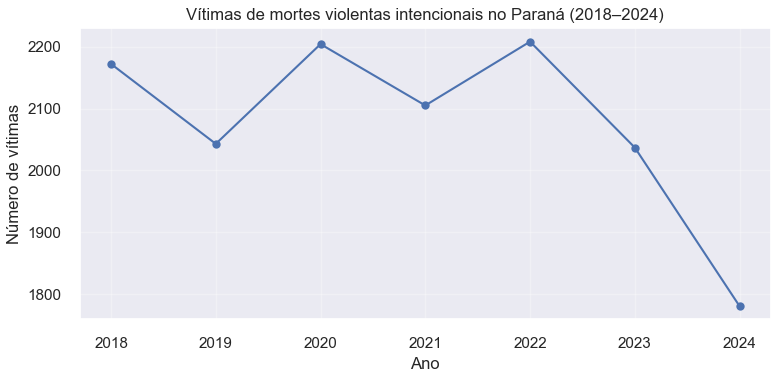 Vítimas de mortes violentas intencionais no Paraná (2018–2024)
Número de vítimas
2200
2100
2000
1900
1800
2018 2019 2020 2021 2022 2023 2024
Ano